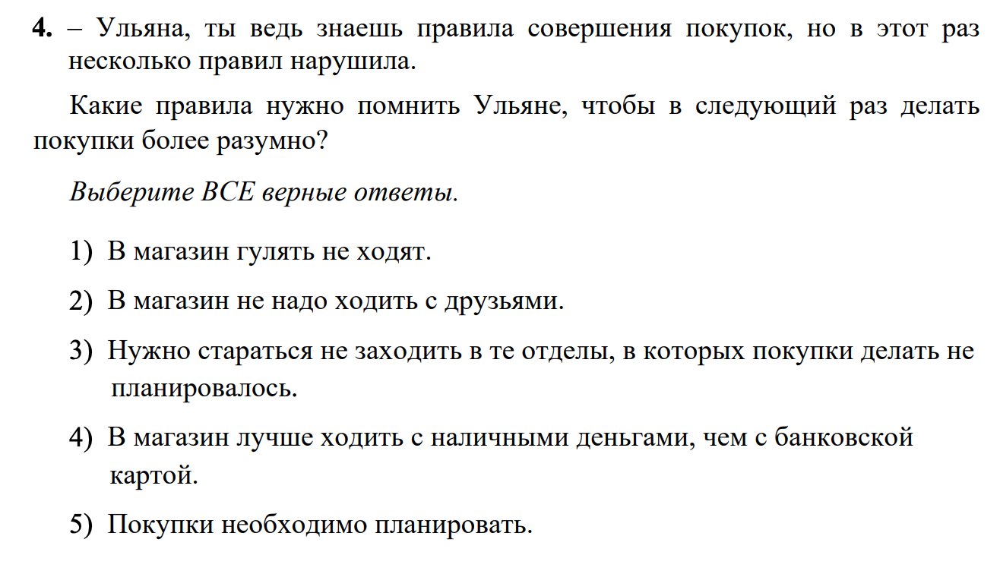 4. – Ульяна, ты ведь знаешь правила совершения покупок, но в этот раз
несколько правил нарушила.
Какие правила нужно помнить Ульяне, чтобы в следующий раз делать
покупки более разумно?
Выберите ВСЕ верные ответы.
1) В магазин гулять не ходят.
2) В магазин не надо ходить с друзьями.
3) Нужно стараться не заходить в те отделы, в которых покупки делать не
планировалось.
4) В магазин лучше ходить с наличными деньгами, чем с банковской
картой.
5) Покупки необходимо планировать.